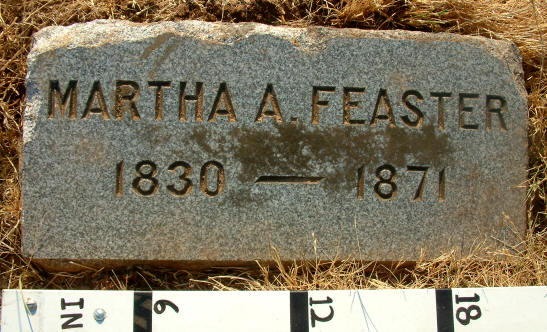 MARTHA A. FEASTER
1830 — 1871
IN 6 12 18